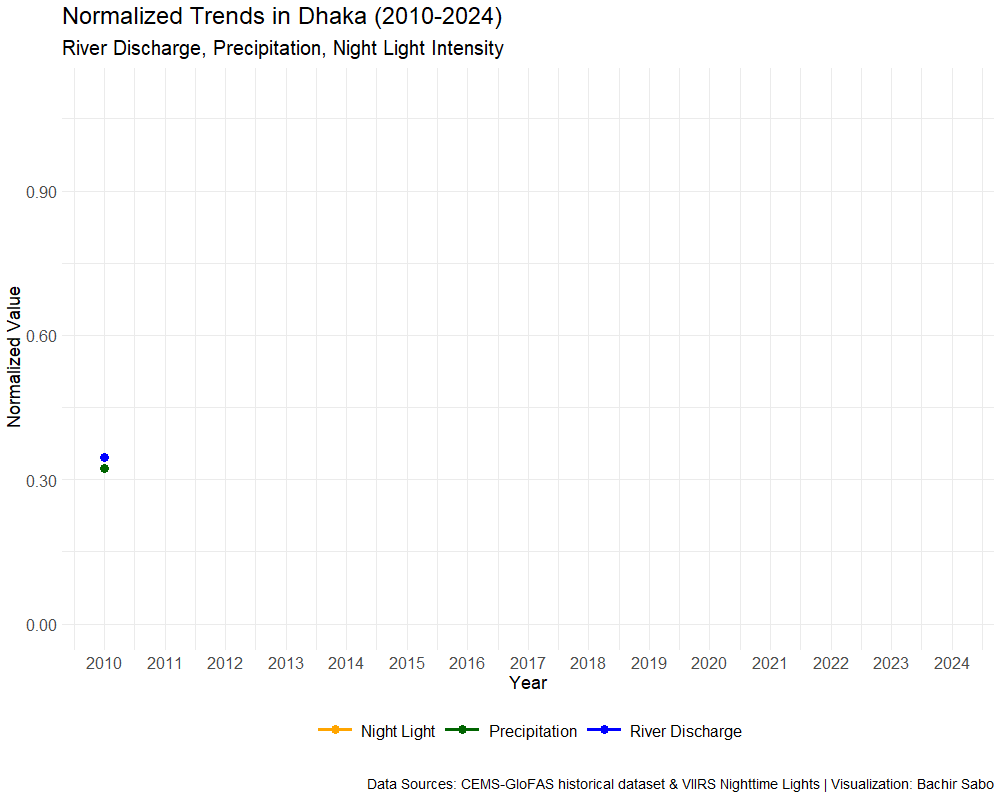 Normalized Trends in Dhaka (2010-2024)
River Discharge, Precipitation, Night Light Intensity
Normalized Value
0.90
0.60
0.30
0.00
2010 2011 2012 2013 2014 2015 2016 2017 2018 2019 2020 2021 2022 2023 2024
Year
Night Light Precipitation River Discharge
Data Sources: CEMS-GloFAS historical dataset & VIIRS Nighttime Lights | Visualization: Bachir Sabo